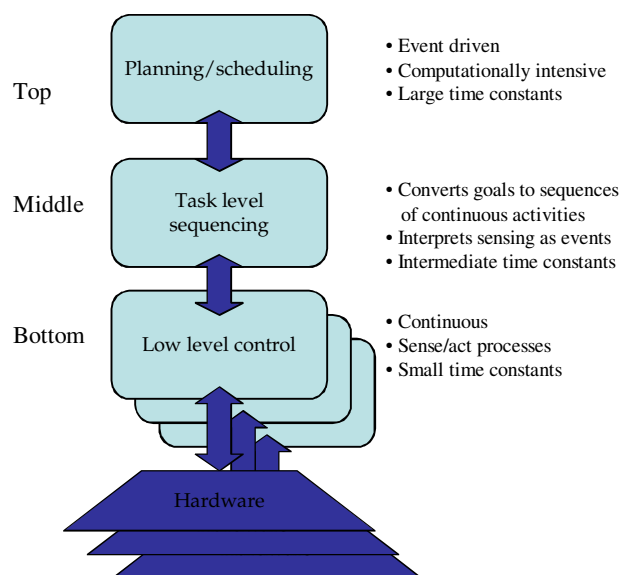 Top
Planning/scheduling
• Event driven
• Computationally intensive
• Large time constants
Middle
Task level
sequencing
• Converts goals to sequences
of continuous activities
• Interprets sensing as events
• Intermediate time constants
Bottom
Low level control
• Continuous
• Sense/act processes
• Small time constants
Hardware